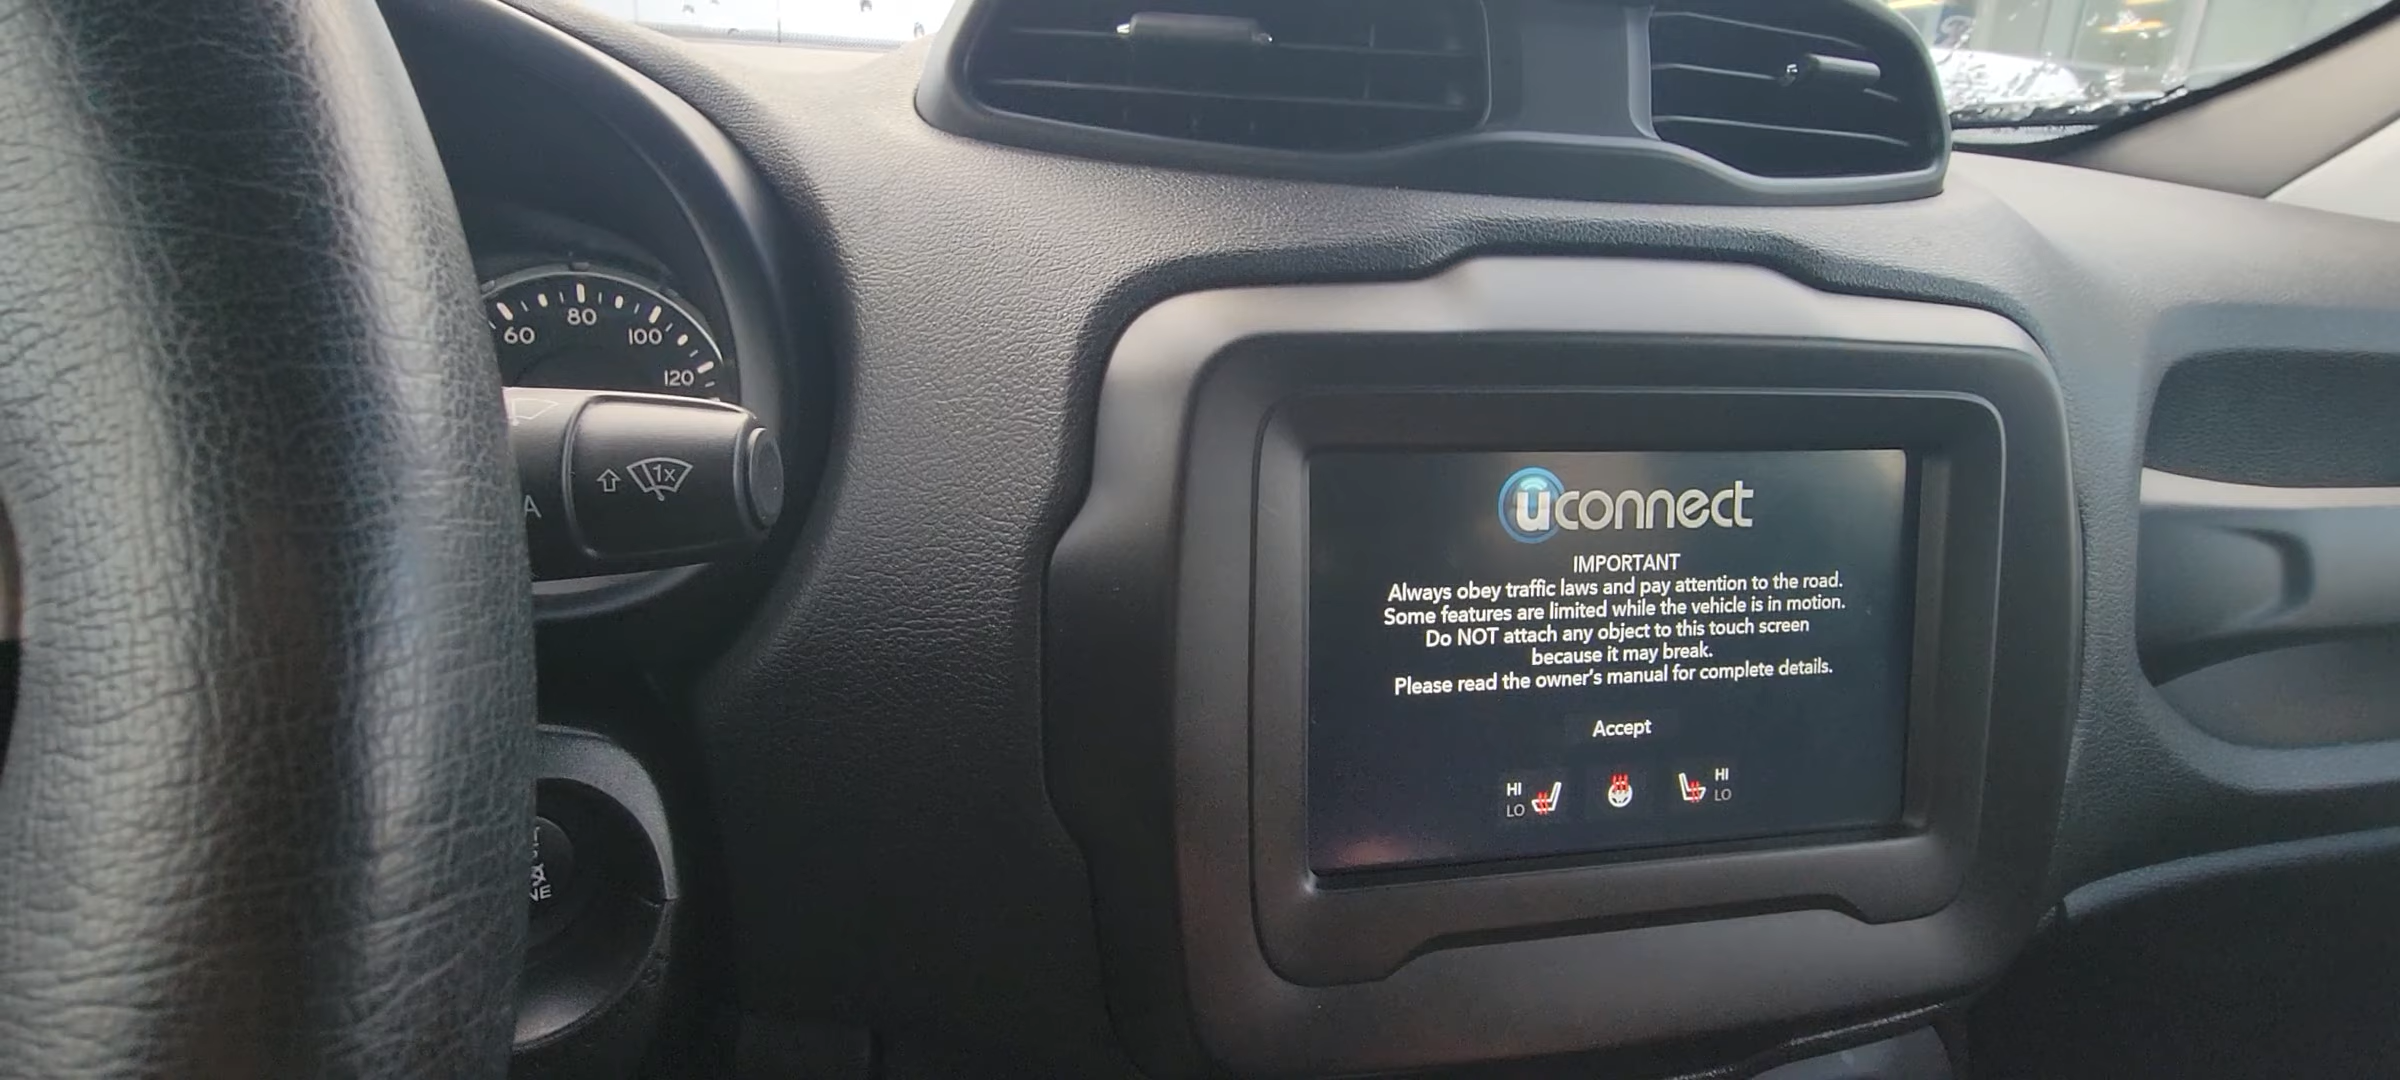 60
80
100
120
1x
A
NE
uconnect
IMPORTANT
Always obey traffic laws and pay attention to the road.
Some features are limited while the vehicle is in motion.
Do NOT attach any object to this touch screen
because it may break.
Please read the owner's manual for complete details.
Accept
HI
LO
HI
LO